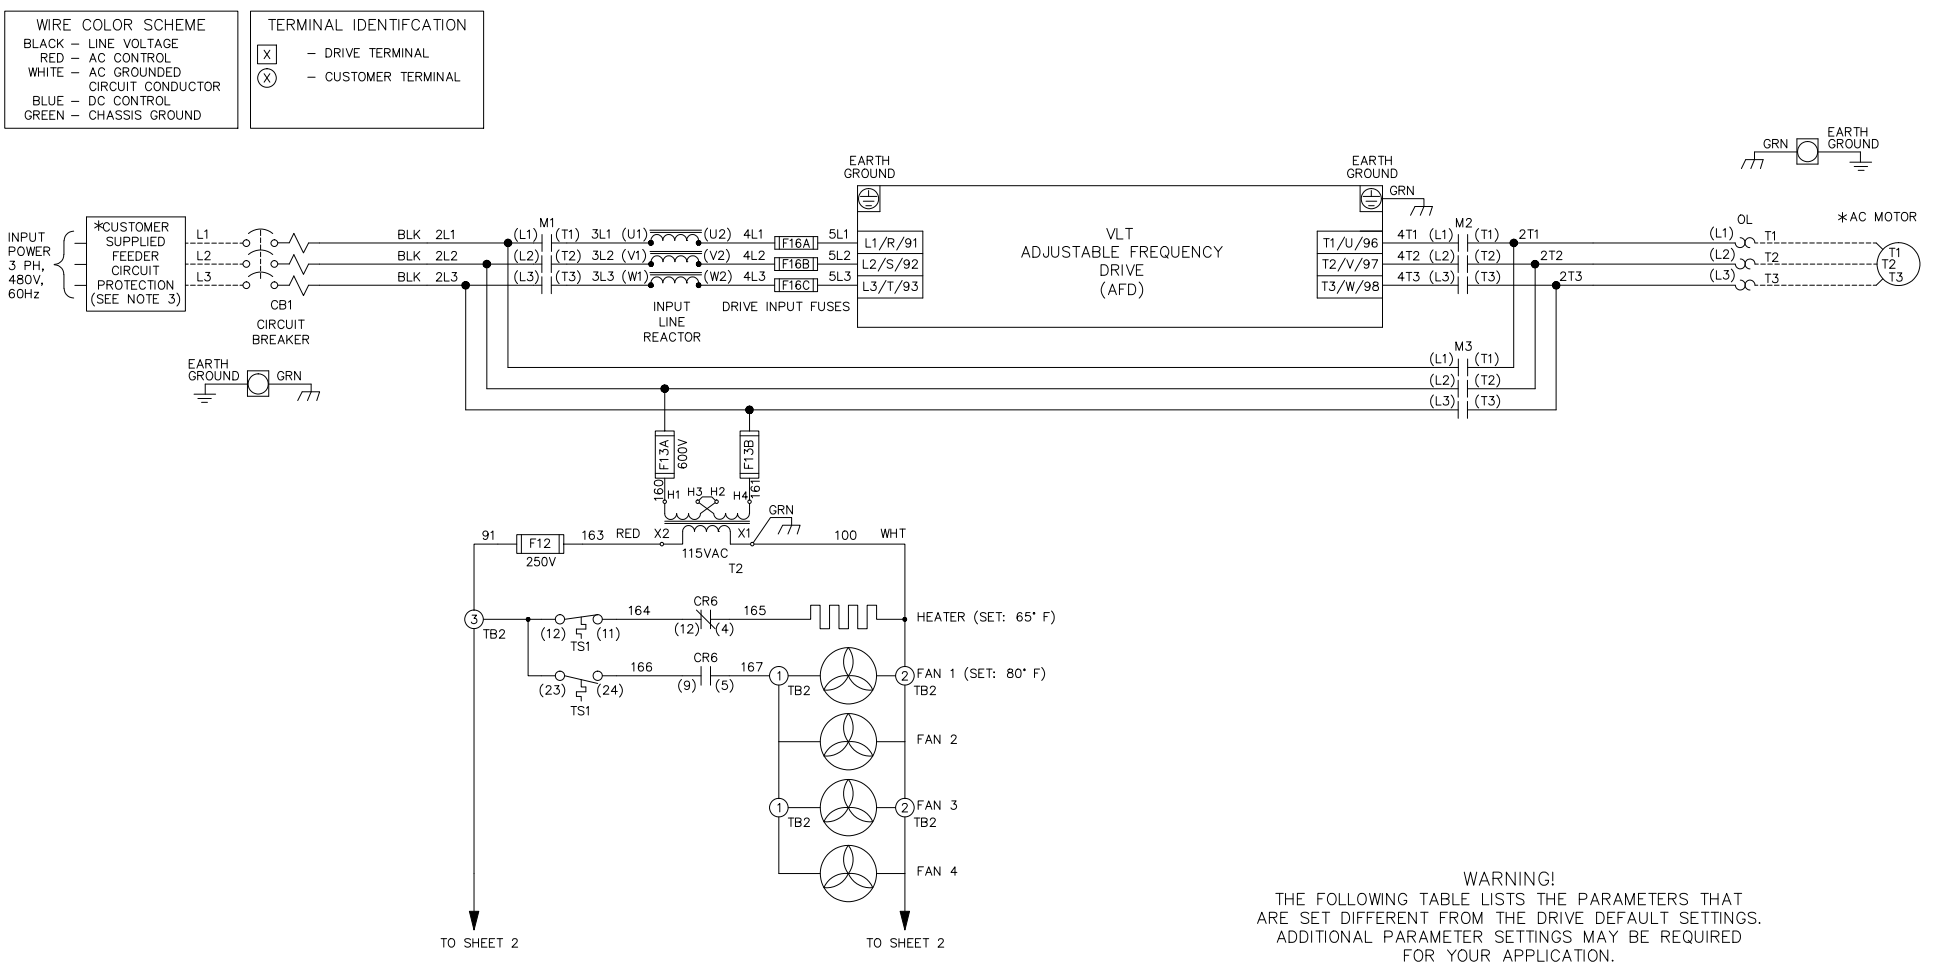 WIRE COLOR SCHEME
BLACK – LINE VOLTAGE
RED – AC CONTROL
WHITE – AC GROUNDED
CIRCUIT CONDUCTOR
BLUE – DC CONTROL
GREEN – CHASSIS GROUND
TERMINAL IDENTIFCATION
X – DRIVE TERMINAL
X – CUSTOMER TERMINAL
INPUT
POWER
3 PH,
480V,
60Hz
*CUSTOMER
SUPPLIED
FEEDER
CIRCUIT
PROTECTION
(SEE NOTE 3)
L1
L2
L3
CB1
CIRCUIT
BREAKER
EARTH
GROUND
GRN
BLK 2L1
BLK 2L2
BLK 2L3
M1
(L1) (T1) 3L1 (U1) (U2) 4L1 F16A 5L1
(L2) (T2) 3L2 (V1) (V2) 4L2 F16B 5L2
(L3) (T3) 3L3 (W1) (W2) 4L3 F16C 5L3
INPUT
LINE
REACTOR
DRIVE INPUT FUSES
EARTH
GROUND
L1/R/91
L2/S/92
L3/T/93
VLT
ADJUSTABLE FREQUENCY
DRIVE
(AFD)
EARTH
GROUND
GRN
T1/U/96
T2/V/97
T3/W/98
M2
4T1 (L1) (T1) 2T1
4T2 (L2) (T2) 2T2
4T3 (L3) (T3) 2T3
M3
(L1) (T1)
(L2) (T2)
(L3) (T3)
GRN
EARTH
GROUND
OL
(L1) T1
(L2) T2
(L3) T3
*AC MOTOR
T1
T2
T3
F13A
600V
F13B
160
161
H1 H3 H2 H4
GRN
91 F12 163 RED X2 X1 100 WHT
250V
115VAC
T2
3
TB2
(12) (11)
TS1
164
CR6
(12) (4)
165
HEATER (SET: 65° F)
(23) (24)
TS1
166
CR6
(9) (5)
167
1
TB2
2
TB2
FAN 1 (SET: 80° F)
FAN 2
1
TB2
2
TB2
FAN 3
FAN 4
TO SHEET 2
TO SHEET 2
WARNING!
THE FOLLOWING TABLE LISTS THE PARAMETERS THAT
ARE SET DIFFERENT FROM THE DRIVE DEFAULT SETTINGS.
ADDITIONAL PARAMETER SETTINGS MAY BE REQUIRED
FOR YOUR APPLICATION.